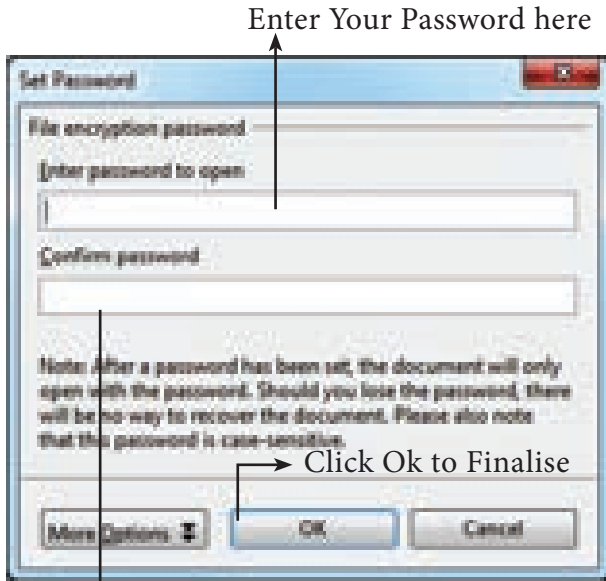 Enter Your Password here
Set Password
File encryption password
Enter password to open
Confirm password
Note: After a password has been set, the document will only
open with the password. Should you lose the password, there
will be no way to recover the document. Please also note
that this password is case-sensitive.
Click Ok to Finalise
More Options
OK
Cancel